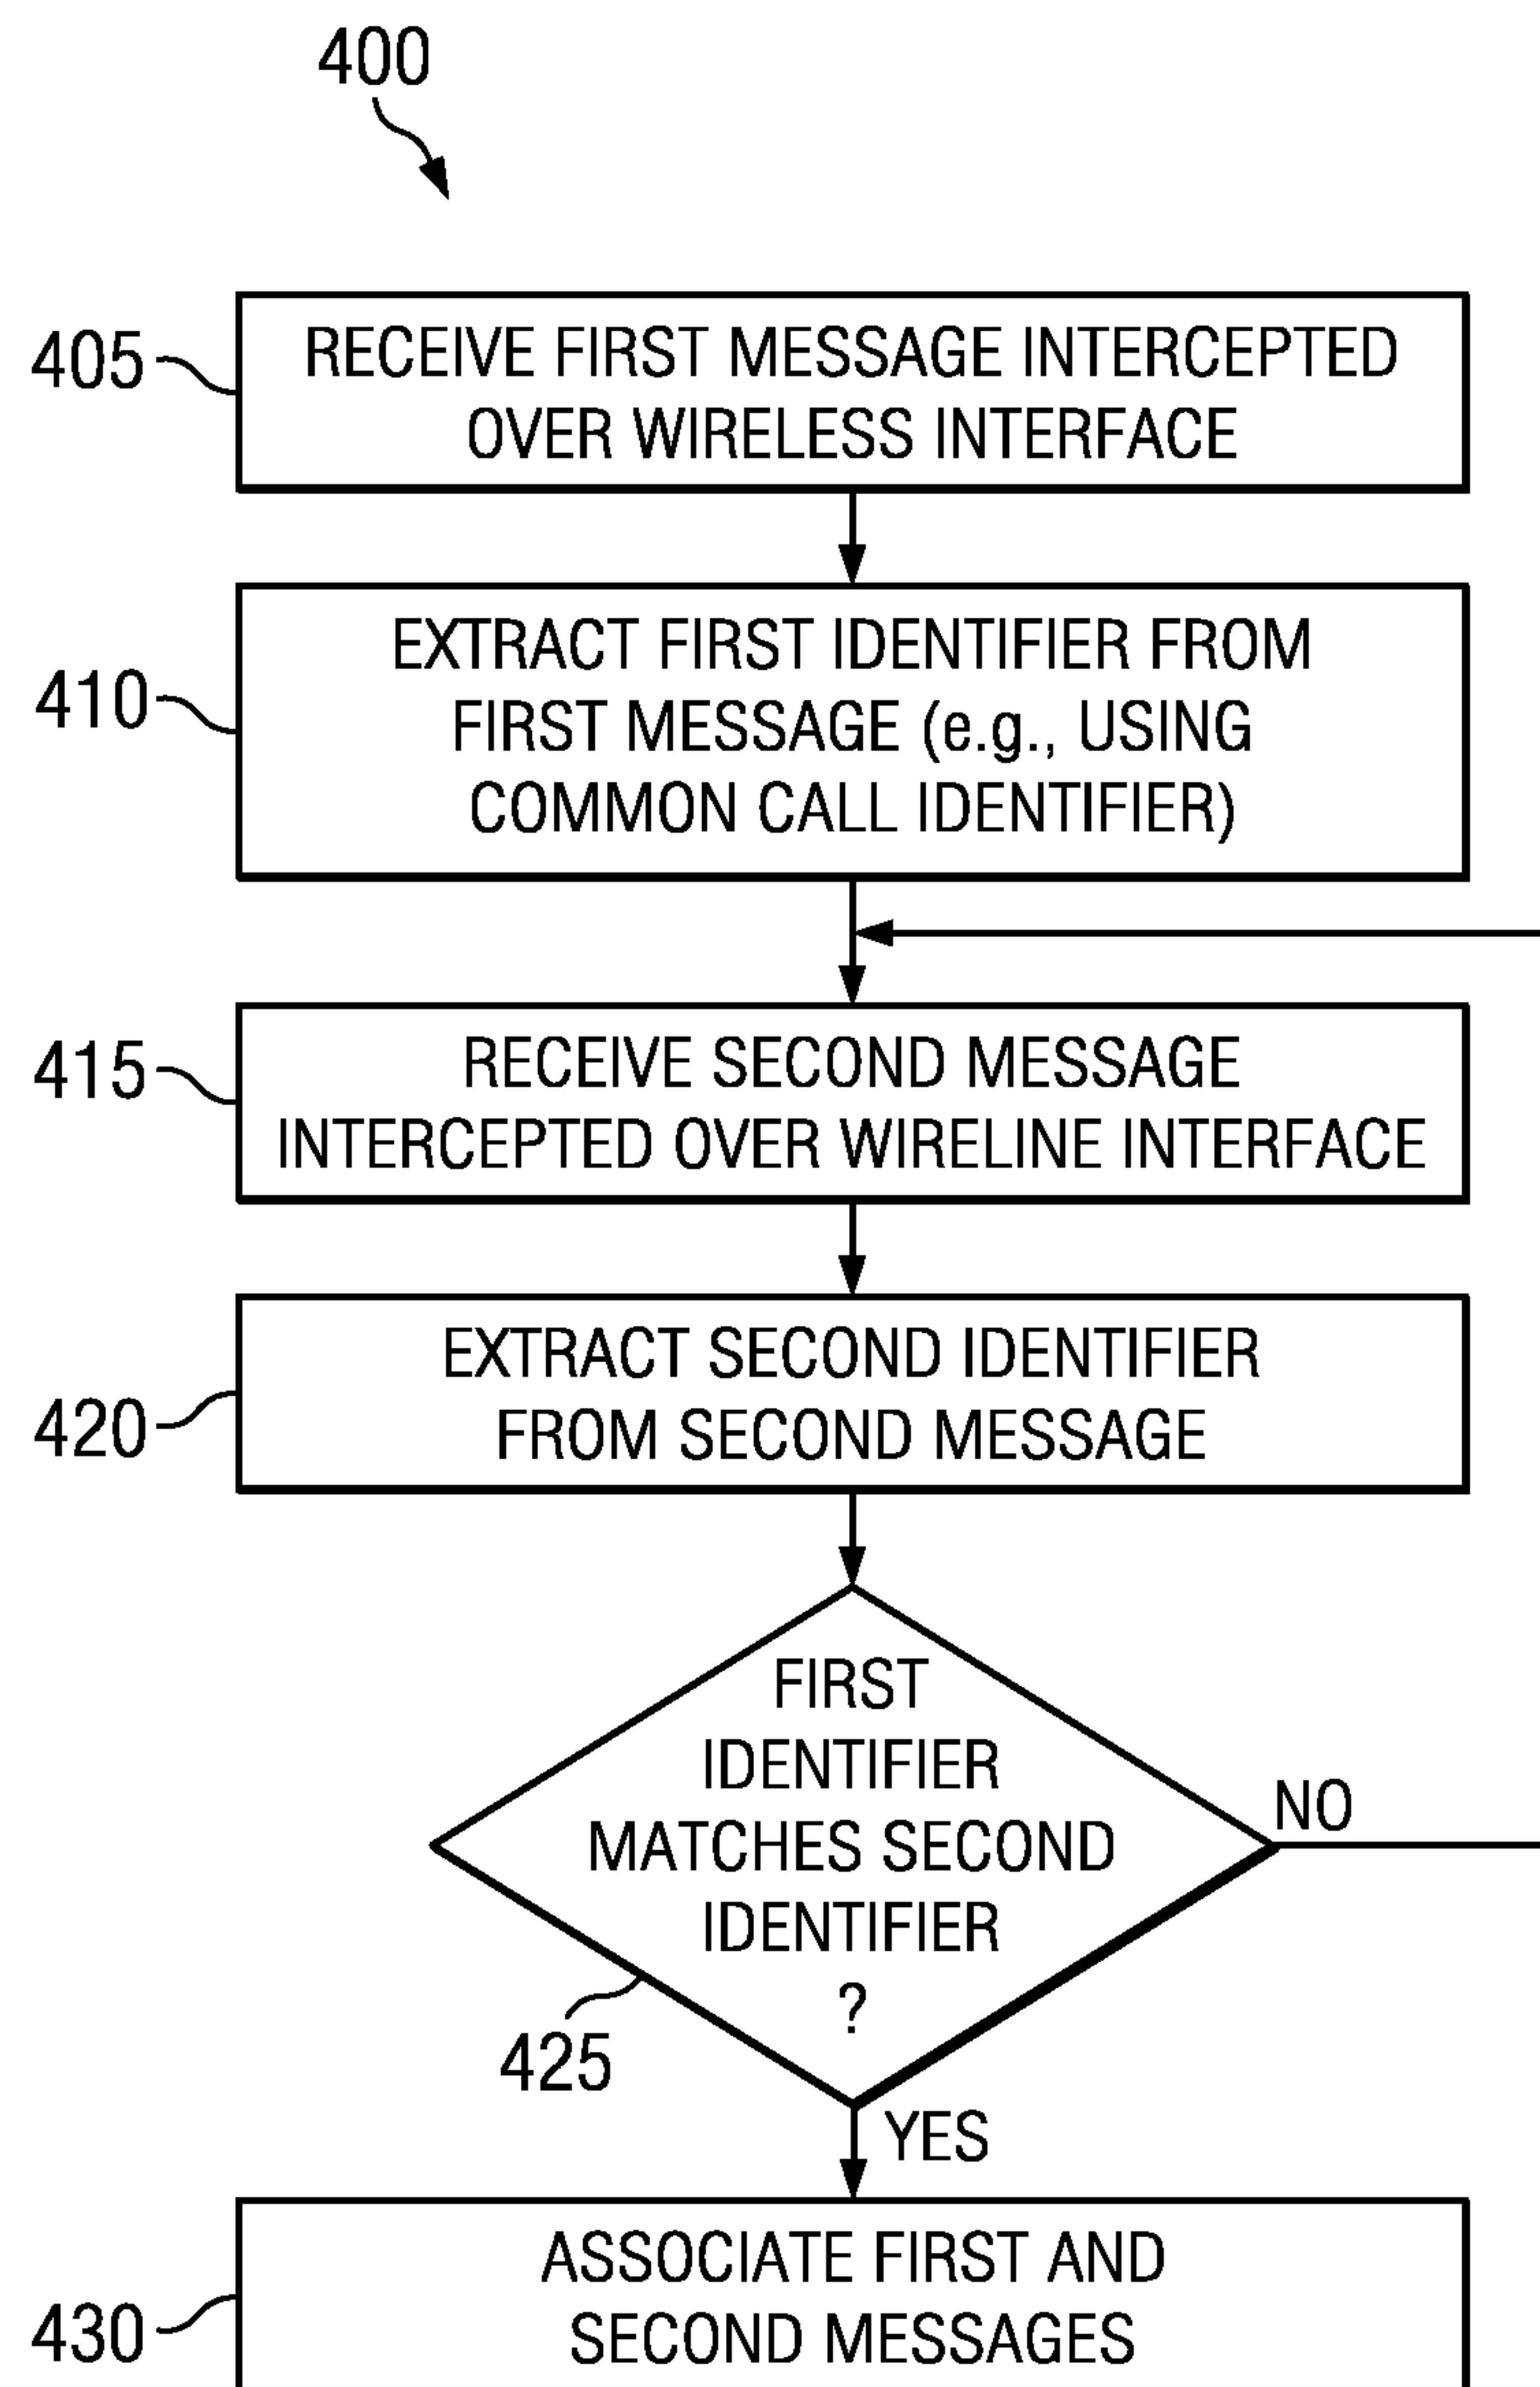 400
405
RECEIVE FIRST MESSAGE INTERCEPTED
OVER WIRELESS INTERFACE
410
EXTRACT FIRST IDENTIFIER FROM
FIRST MESSAGE (e.g., USING
COMMON CALL IDENTIFIER)
415
RECEIVE SECOND MESSAGE
INTERCEPTED OVER WIRELINE INTERFACE
420
EXTRACT SECOND IDENTIFIER
FROM SECOND MESSAGE
FIRST
IDENTIFIER
MATCHES SECOND
IDENTIFIER
?
NO
425
YES
430
ASSOCIATE FIRST AND
SECOND MESSAGES